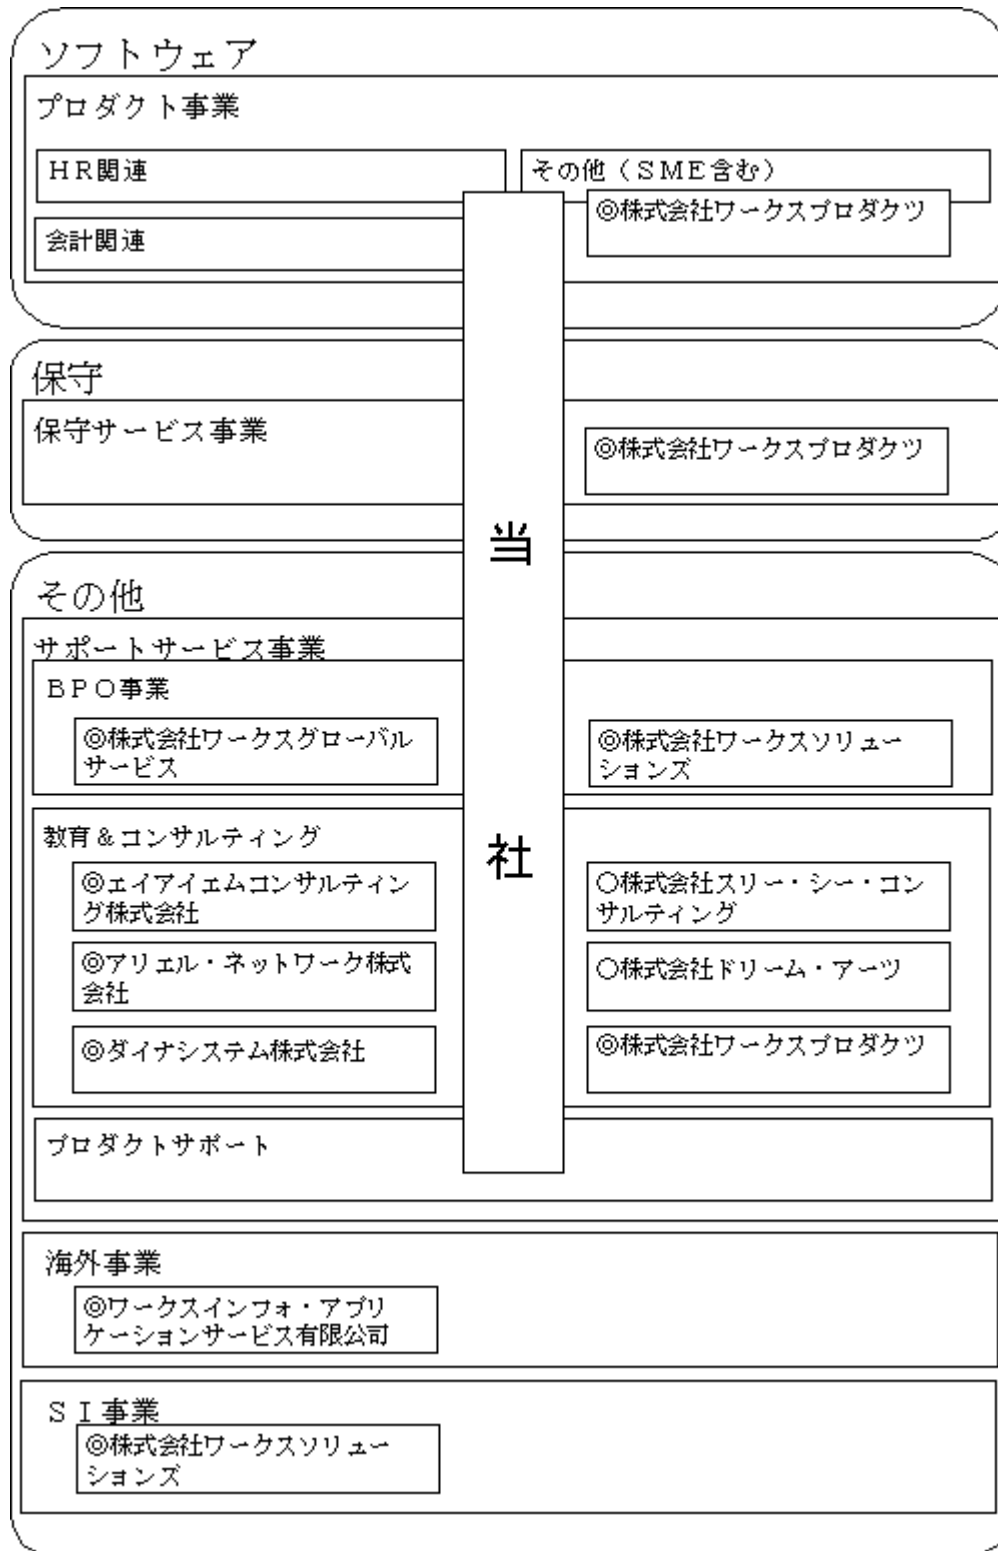 ソフトウェア
プロダクト事業
ＨＲ関連
その他（ＳＭＥ含む）
◎株式会社ワークスプロダクツ
会計関連
保守
保守サービス事業
◎株式会社ワークスプロダクツ
当
社
その他
サポートサービス事業
ＢＰＯ事業
◎株式会社ワークスグローバル
サービス
◎株式会社ワークスソリュー
ションズ
教育＆コンサルティング
◎エイアイエムコンサルティン
グ株式会社
○株式会社スリー・シー・コン
サルティング
◎アリエル・ネットワーク株式
会社
○株式会社ドリーム・アーツ
◎ダイナシステム株式会社
◎株式会社ワークスプロダクツ
プロダクトサポート
海外事業
◎ワークスインフォ・アプリ
ケーションサービス有限公司
ＳＩ事業
◎株式会社ワークスソリュー
ションズ